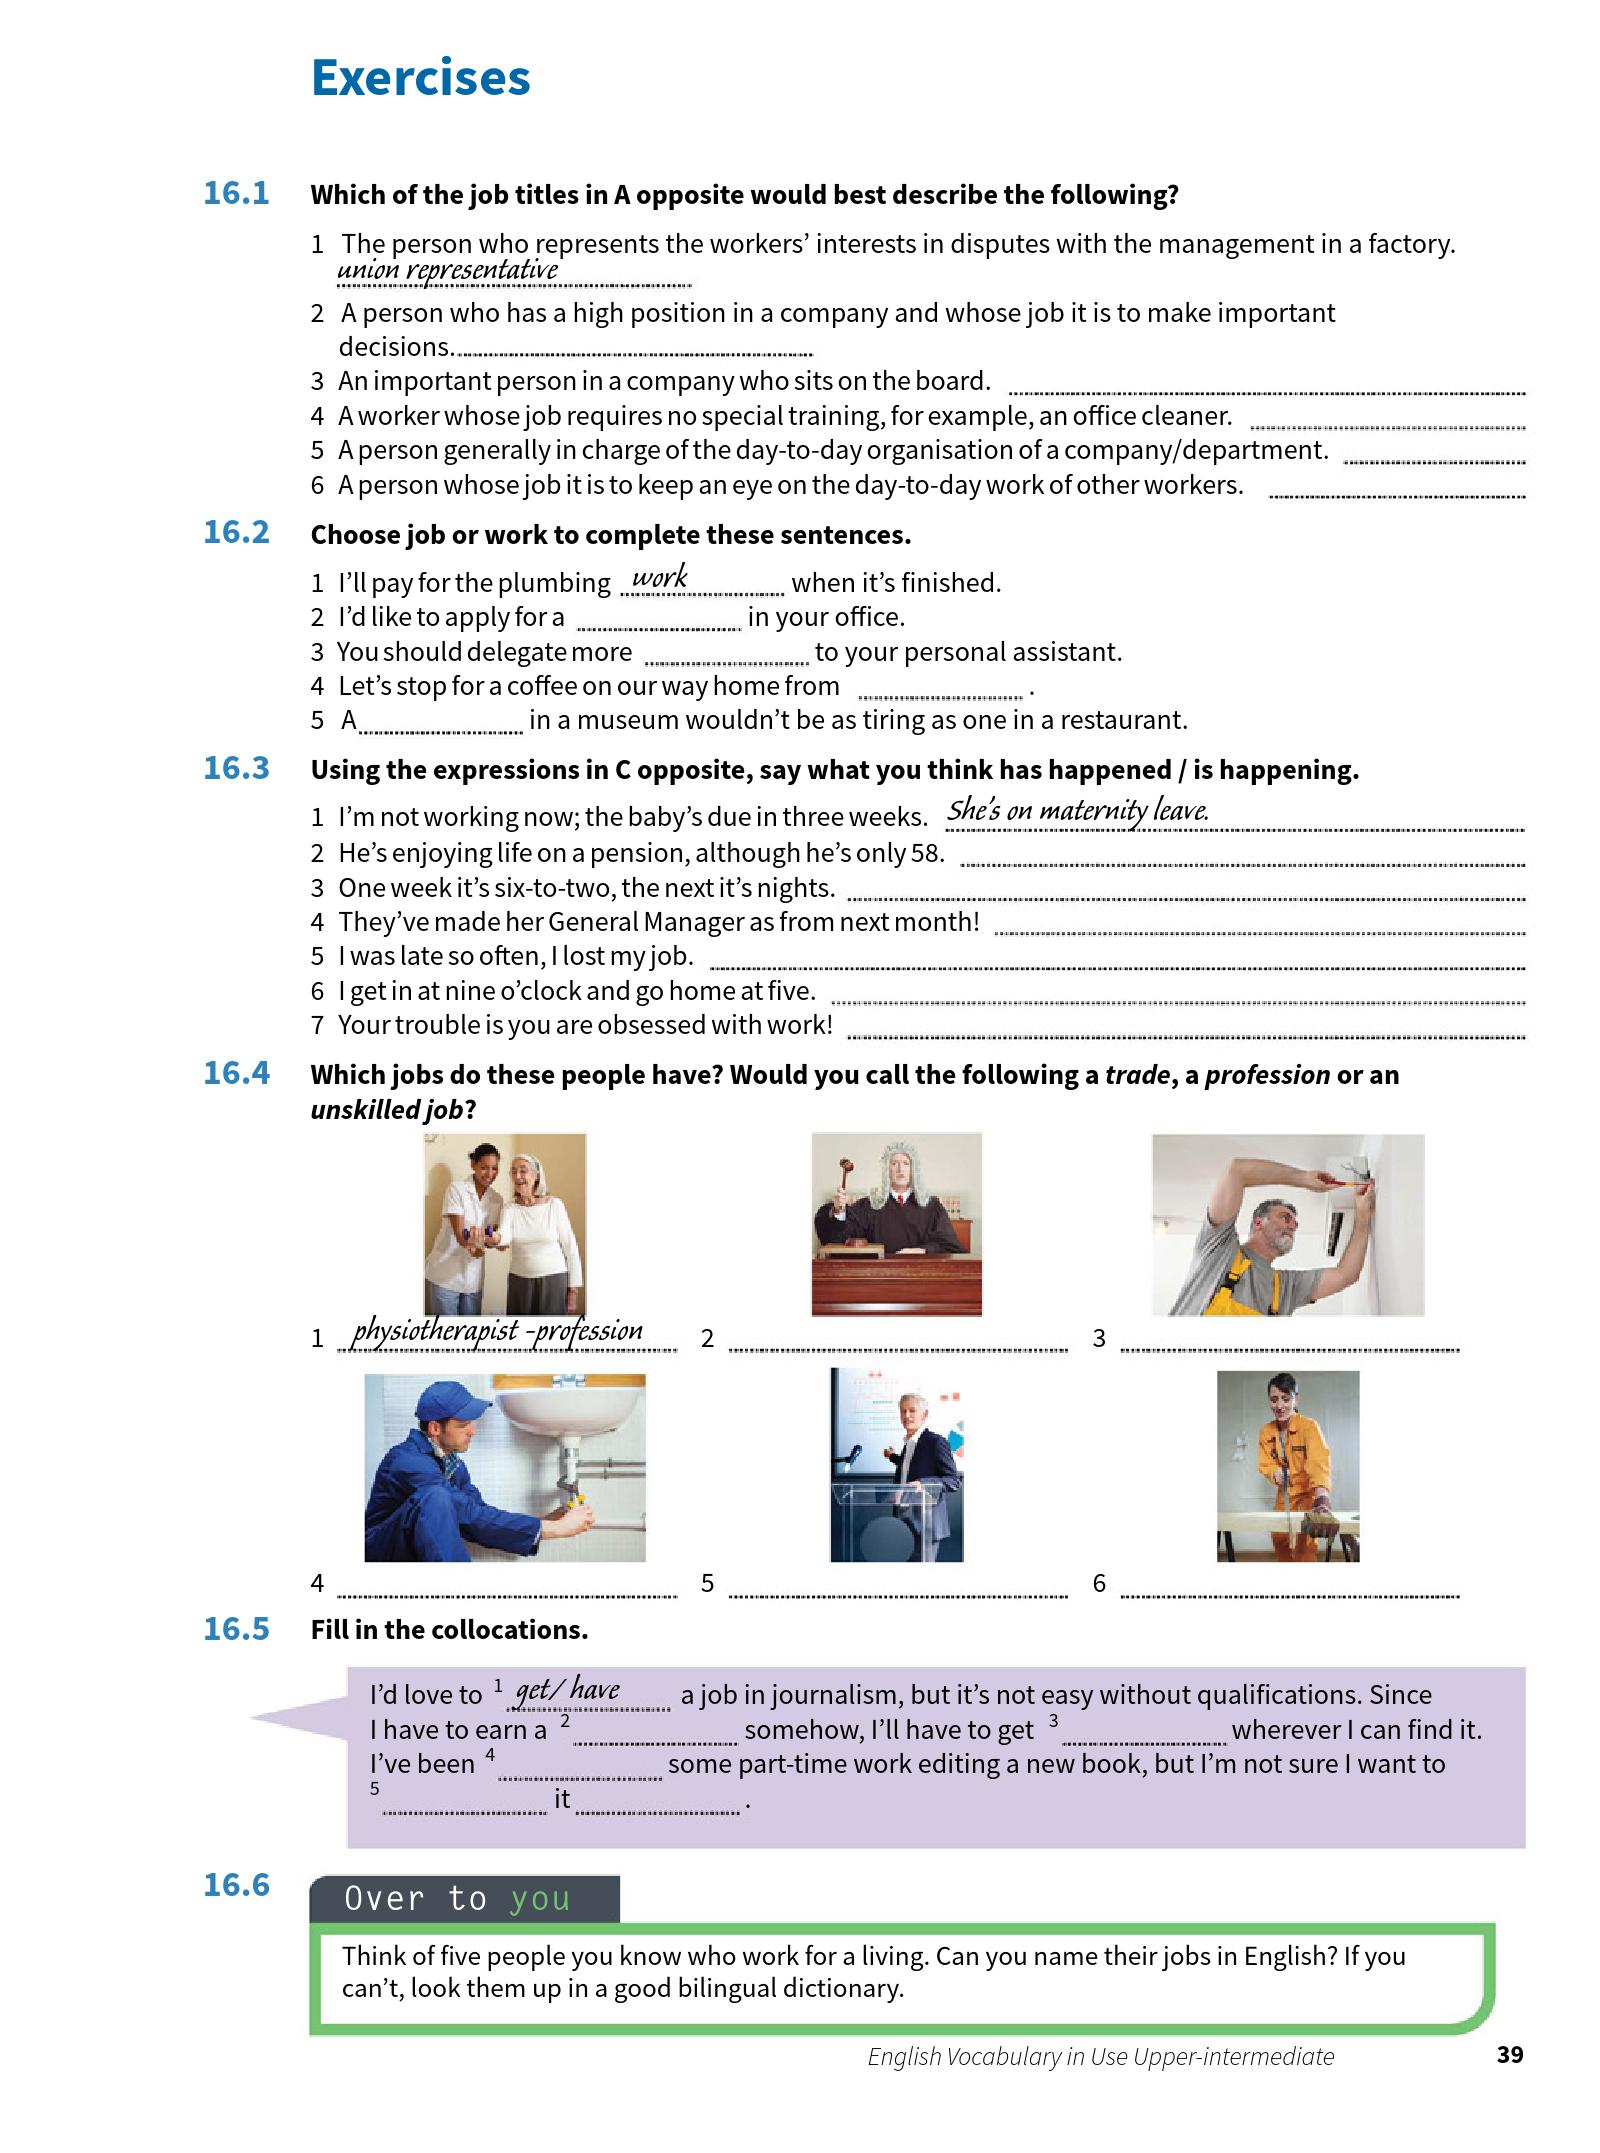 Exercises
16.1 Which of the job titles in A opposite would best describe the following?
1 The person who represents the workers’ interests in disputes with the management in a factory.
union representative
2 A person who has a high position in a company and whose job it is to make important
decisions.
3 An important person in a company who sits on the board.
4 A worker whose job requires no special training, for example, an office cleaner.
5 A person generally in charge of the day-to-day organisation of a company/department.
6 A person whose job it is to keep an eye on the day-to-day work of other workers.
16.2 Choose job or work to complete these sentences.
1 I’ll pay for the plumbing work when it’s finished.
2 I’d like to apply for a in your office.
3 You should delegate more to your personal assistant.
4 Let’s stop for a coffee on our way home from .
5 A in a museum wouldn’t be as tiring as one in a restaurant.
16.3 Using the expressions in C opposite, say what you think has happened / is happening.
1 I’m not working now; the baby’s due in three weeks. She’s on maternity leave.
2 He’s enjoying life on a pension, although he’s only 58.
3 One week it’s six-to-two, the next it’s nights.
4 They’ve made her General Manager as from next month!
5 I was late so often, I lost my job.
6 I get in at nine o’clock and go home at five.
7 Your trouble is you are obsessed with work!
16.4 Which jobs do these people have? Would you call the following a trade, a profession or an
unskilled job?
1 physiotherapist -profession 2 3
4 5 6
16.5 Fill in the collocations.
I’d love to 1 get/ have a job in journalism, but it’s not easy without qualifications. Since
I have to earn a 2 somehow, I’ll have to get 3 wherever I can find it.
I’ve been 4 some part-time work editing a new book, but I’m not sure I want to
5 it .
16.6 Over to you
Think of five people you know who work for a living. Can you name their jobs in English? If you
can’t, look them up in a good bilingual dictionary.
English Vocabulary in Use Upper-intermediate 39